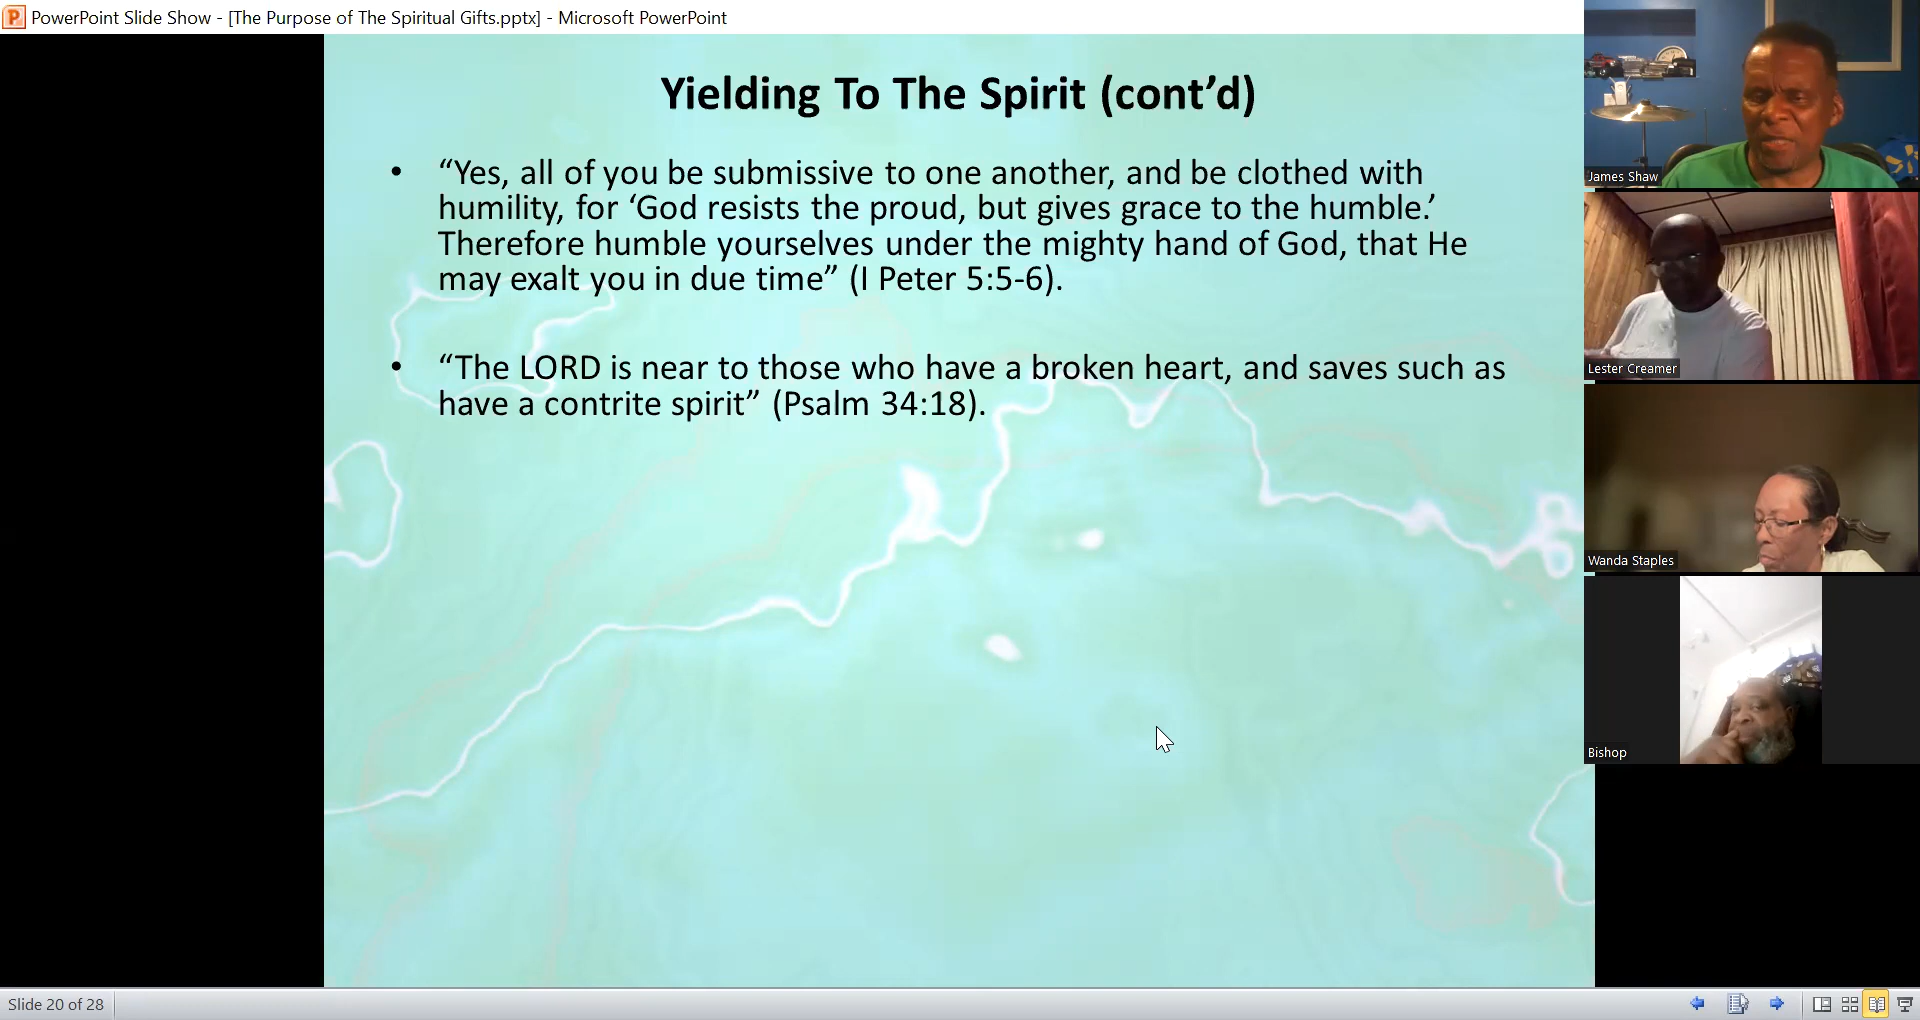 PowerPoint Slide Show - [The Purpose of The Spiritual Gifts.pptx] - Microsoft PowerPoint
Yielding To The Spirit (cont’d)
• “Yes, all of you be submissive to one another, and be clothed with
humility, for ‘God resists the proud, but gives grace to the humble.’
Therefore humble yourselves under the mighty hand of God, that He
may exalt you in due time” (I Peter 5:5-6).
• “The LORD is near to those who have a broken heart, and saves such as
have a contrite spirit” (Psalm 34:18).
James Shaw
Lester Creamer
Wanda Staples
Bishop
Slide 20 of 28